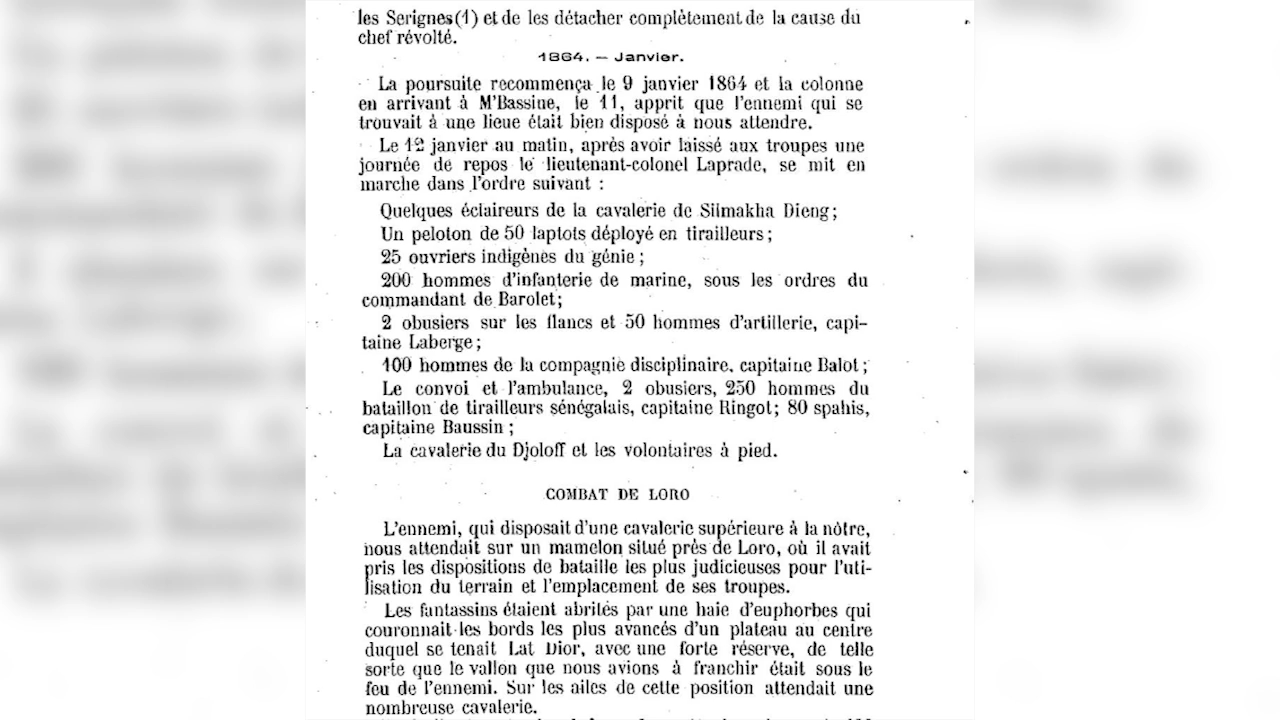 les Serignes (1) et de les détacher complètement de la cause du
chef révolté.
1864. — Janvier.
La poursuite recommença le 9 janvier 1864 et la colonne
en arrivant à M'Bassine, le 11, apprit que l'ennemi qui se
trouvait à une lieue était bien disposé à nous attendre.
Le 12 janvier au matin, après avoir laissé aux troupes une
journée de repos le lieutenant-colonel Laprade, se mit en
marche dans l'ordre suivant :
Quelques éclaireurs de la cavalerie de Silmakha Dieng;
Un peloton de 50 laptots déployé en tirailleurs;
25 ouvriers indigènes du génie;
200 hommes d'infanterie de marine, sous les ordres du
commandant de Barolet;
2 obusiers sur les flancs et 50 hommes d'artillerie, capi-
taine Laberge;
100 hommes de la compagnie disciplinaire, capitaine Balot;
Le convoi et l'ambulance, 2 obusiers, 250 hommes du
bataillon de tirailleurs sénégalais, capitaine Ringot; 80 spahis,
capitaine Baussin;
La cavalerie du Djoloff et les volontaires à pied.
COMBAT DE LORO
L'ennemi, qui disposait d'une cavalerie supérieure à la nôtre,
nous attendait sur un mamelon situé près de Loro, où il avait
pris les dispositions de bataille les plus judicieuses pour l'uti-
lisation du terrain et l'emplacement de ses troupes.
Les fantassins étaient abrités par une haie d'euphorbes qui
couronnait les bords les plus avancés d'un plateau au centre
duquel se tenait Lat Dior, avec une forte réserve, de telle
sorte que le vallon que nous avions à franchir était sous le
feu de l'ennemi. Sur les ailes de cette position attendait une
nombreuse cavalerie.